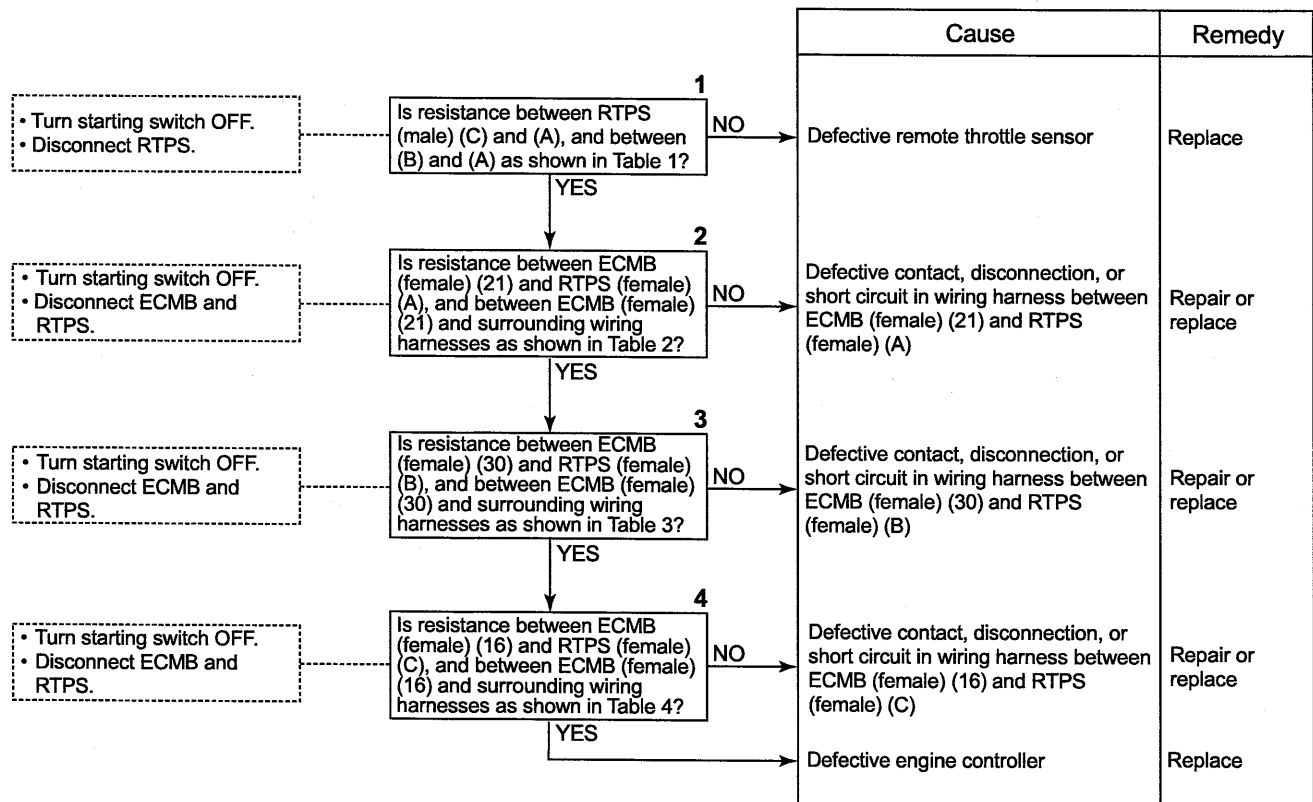 Cause
Remedy
• Turn starting switch OFF.
• Disconnect RTPS.
1
Is resistance between RTPS
(male) (C) and (A), and between
(B) and (A) as shown in Table 1?
NO
Defective remote throttle sensor
Replace
YES
• Turn starting switch OFF.
• Disconnect ECMB and
RTPS.
2
Is resistance between ECMB
(female) (21) and RTPS (female)
(A), and between ECMB (female)
(21) and surrounding wiring
harnesses as shown in Table 2?
NO
Defective contact, disconnection, or
short circuit in wiring harness between
ECMB (female) (21) and RTPS
(female) (A)
Repair or
replace
YES
• Turn starting switch OFF.
• Disconnect ECMB and
RTPS.
3
Is resistance between ECMB
(female) (30) and RTPS (female)
(B), and between ECMB (female)
(30) and surrounding wiring
harnesses as shown in Table 3?
NO
Defective contact, disconnection, or
short circuit in wiring harness between
ECMB (female) (30) and RTPS
(female) (B)
Repair or
replace
YES
• Turn starting switch OFF.
• Disconnect ECMB and
RTPS.
4
Is resistance between ECMB
(female) (16) and RTPS (female)
(C), and between ECMB (female)
(16) and surrounding wiring
harnesses as shown in Table 4?
NO
Defective contact, disconnection, or
short circuit in wiring harness between
ECMB (female) (16) and RTPS
(female) (C)
Repair or
replace
YES
Defective engine controller
Replace